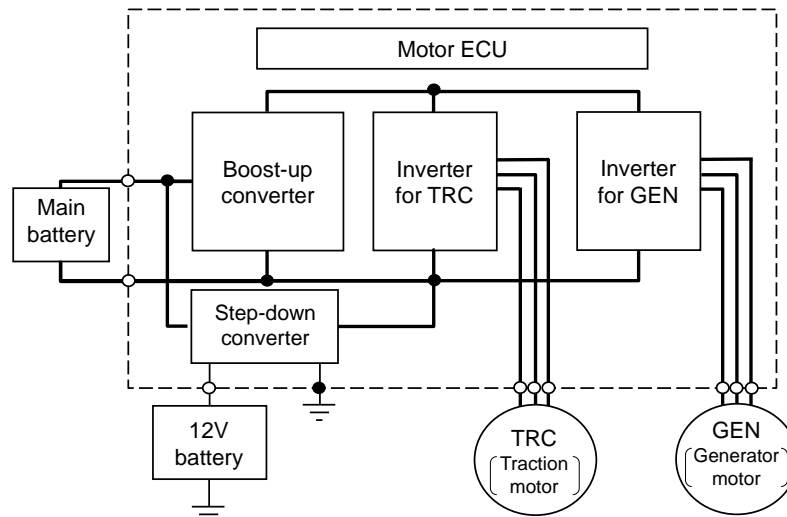 Motor ECU
Boost-up
converter
Inverter
for TRC
Inverter
for GEN
Main
battery
Step-down
converter
12V
battery
TRC
Traction
motor
GEN
Generator
motor